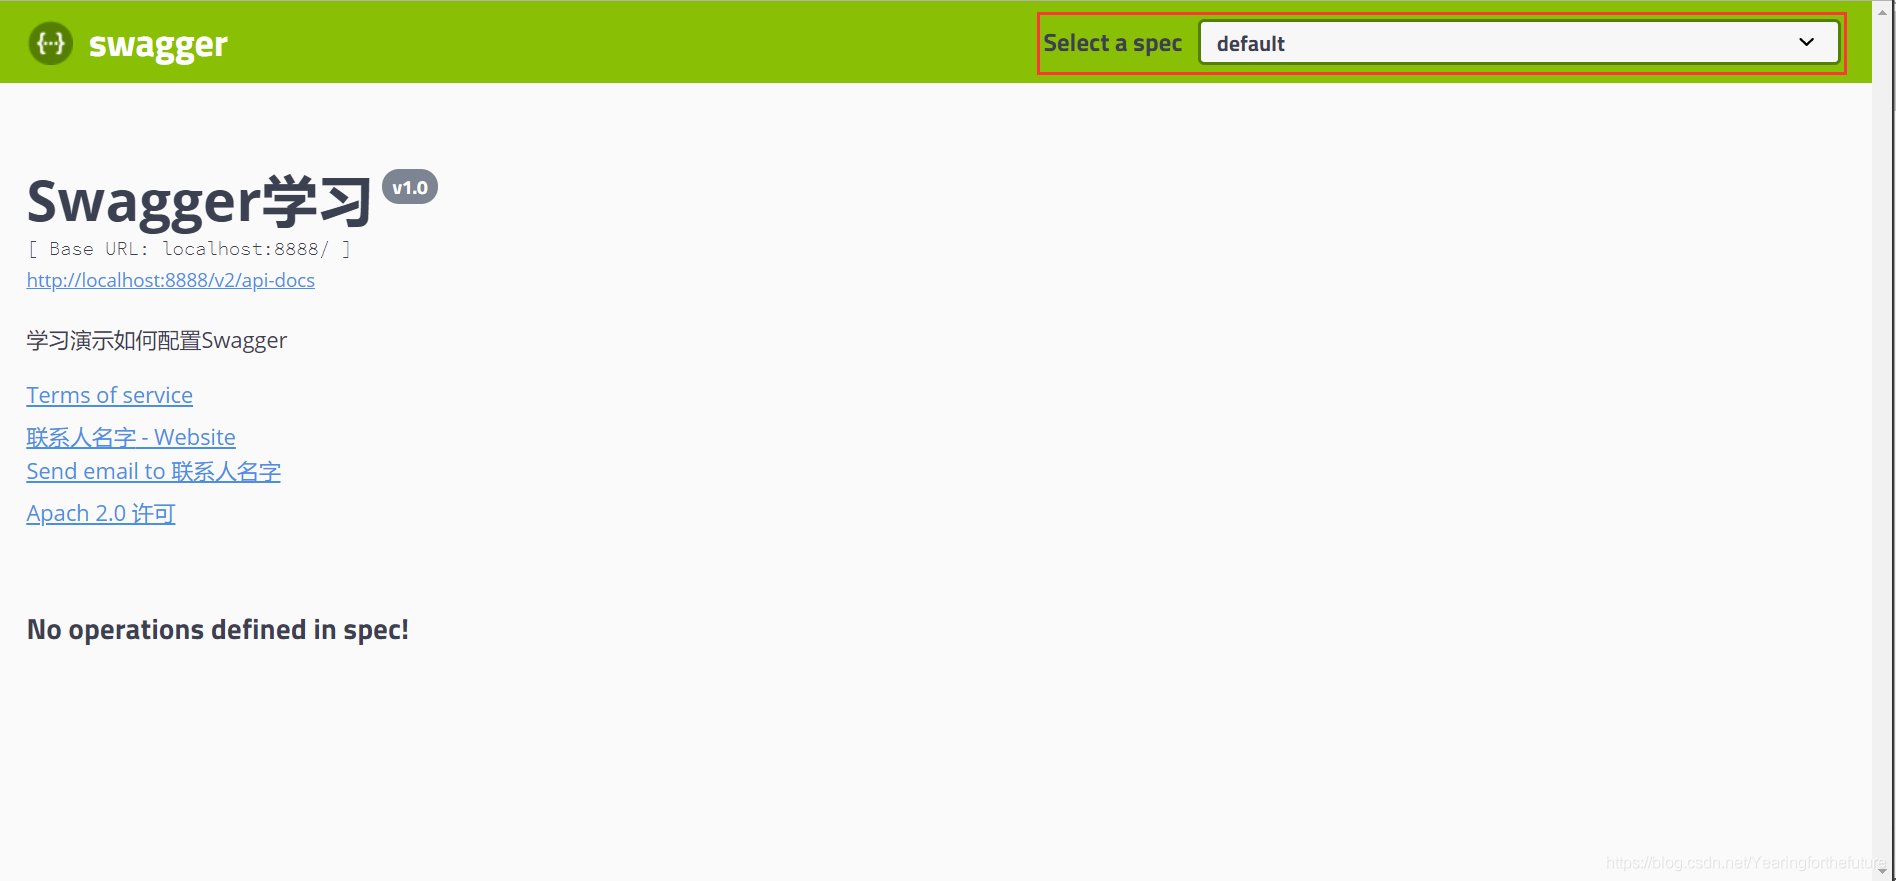 {···} swagger
Select a spec default
Swagger学习 v1.0
[ Base URL: localhost:8888/ ]
http://localhost:8888/v2/api-docs
学习演示如何配置Swagger
Terms of service
联系人名字 - Website
Send email to 联系人名字
Apach 2.0 许可
No operations defined in spec!
https://blog.csdn.net/Yearingforthefuture